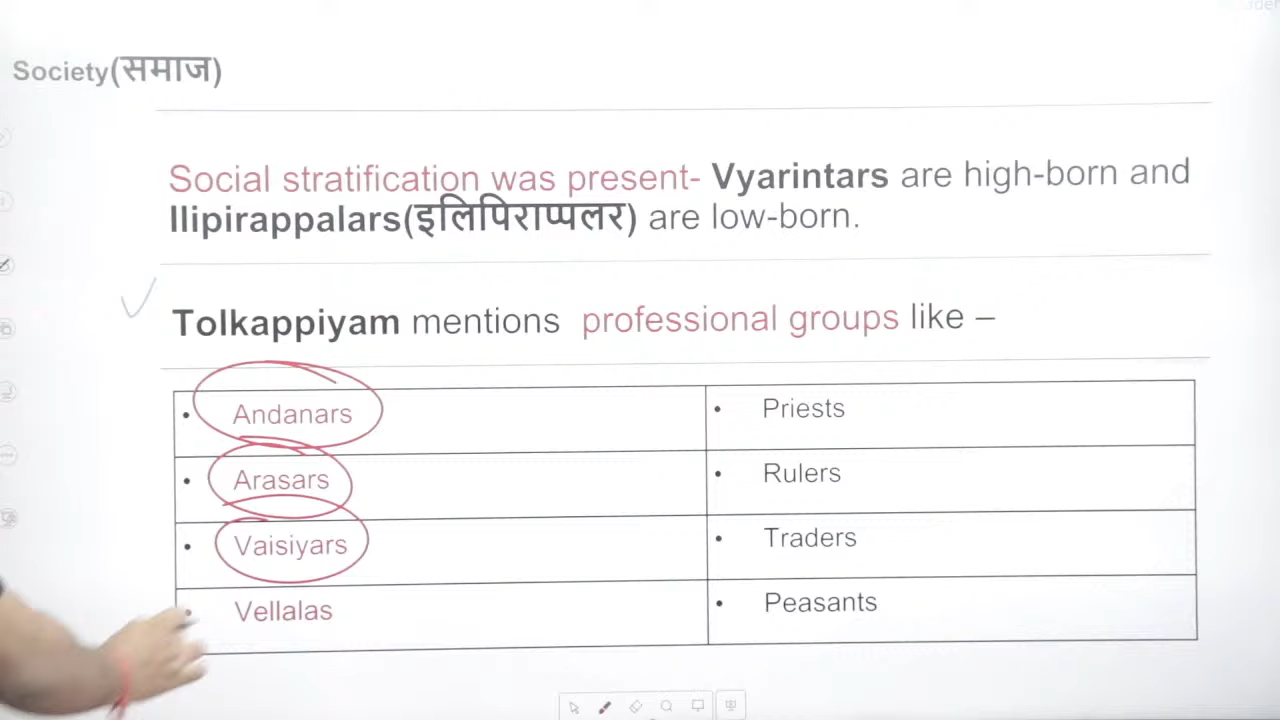 Society(समाज)
Social stratification was present- Vyarintars are high-born and
Ilipirappalars(इलिपिराप्पलर) are low-born.
Tolkappiyam mentions professional groups like –
• Andanars • Priests
• Arasars • Rulers
• Vaisiyars • Traders
• Vellalas • Peasants